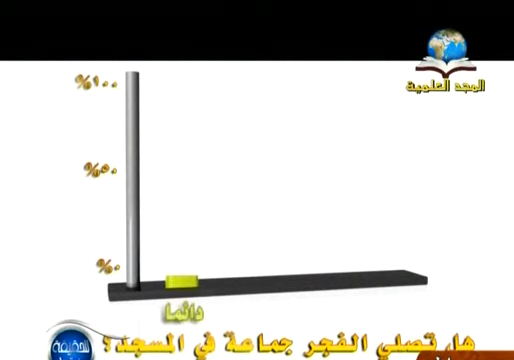 المجد العلمية
%١٠٠
%٥٠
%٠
دائما
هل تصلي الفجر جماعة في المسجد؟